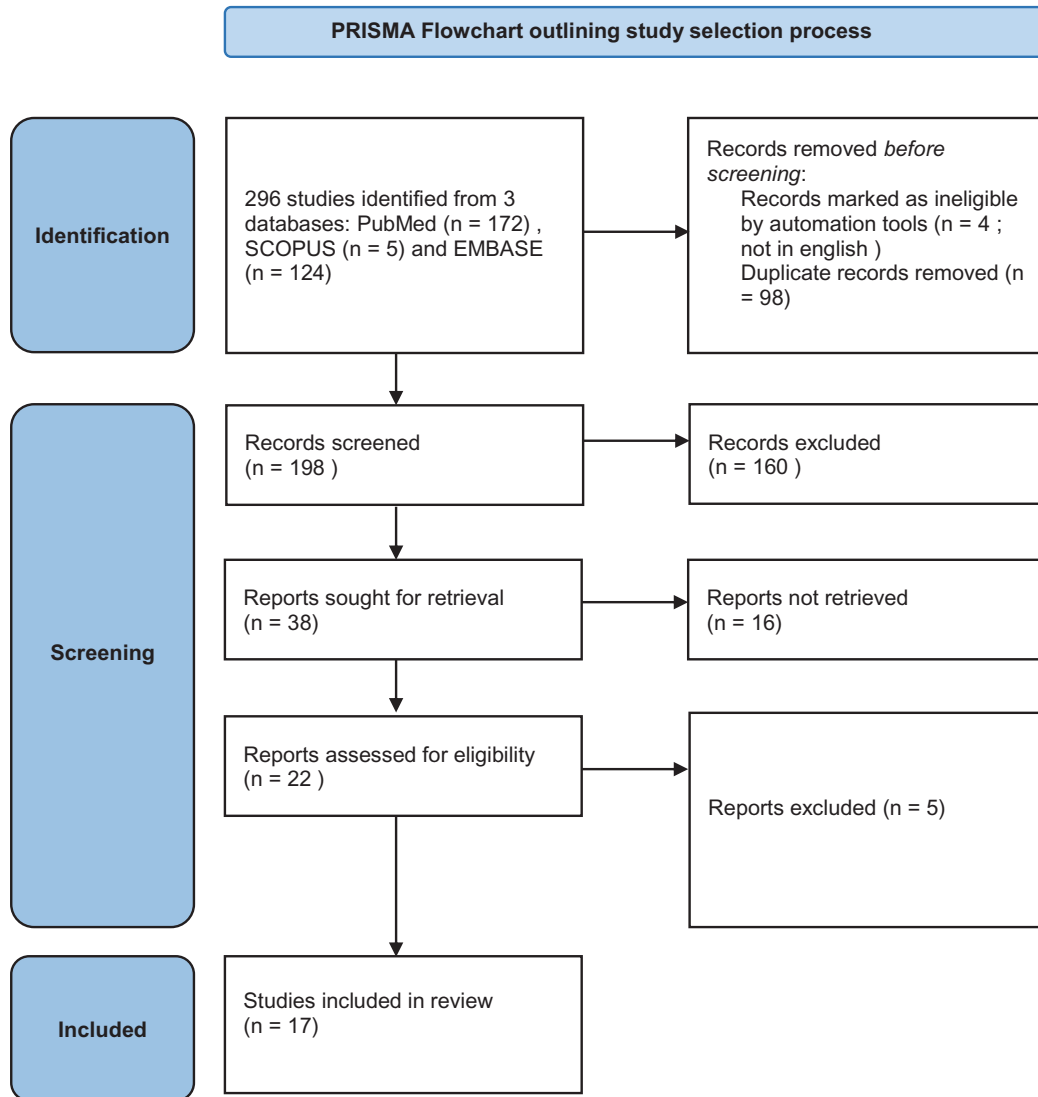 PRISMA Flowchart outlining study selection process
Identification
296 studies identified from 3
databases: PubMed (n = 172) ,
SCOPUS (n = 5) and EMBASE
(n = 124)
Records removed before
screening:
Records marked as ineligible
by automation tools (n = 4 ;
not in english )
Duplicate records removed (n
= 98)
Screening
Records screened
(n = 198 )
Records excluded
(n = 160 )
Reports sought for retrieval
(n = 38)
Reports not retrieved
(n = 16)
Reports assessed for eligibility
(n = 22 )
Reports excluded (n = 5)
Included
Studies included in review
(n = 17)